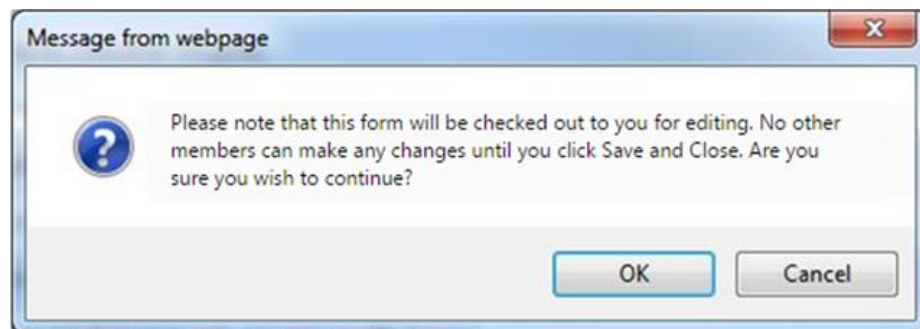 Message from webpage
Please note that this form will be checked out to you for editing. No other
members can make any changes until you click Save and Close. Are you
sure you wish to continue?
OK
Cancel